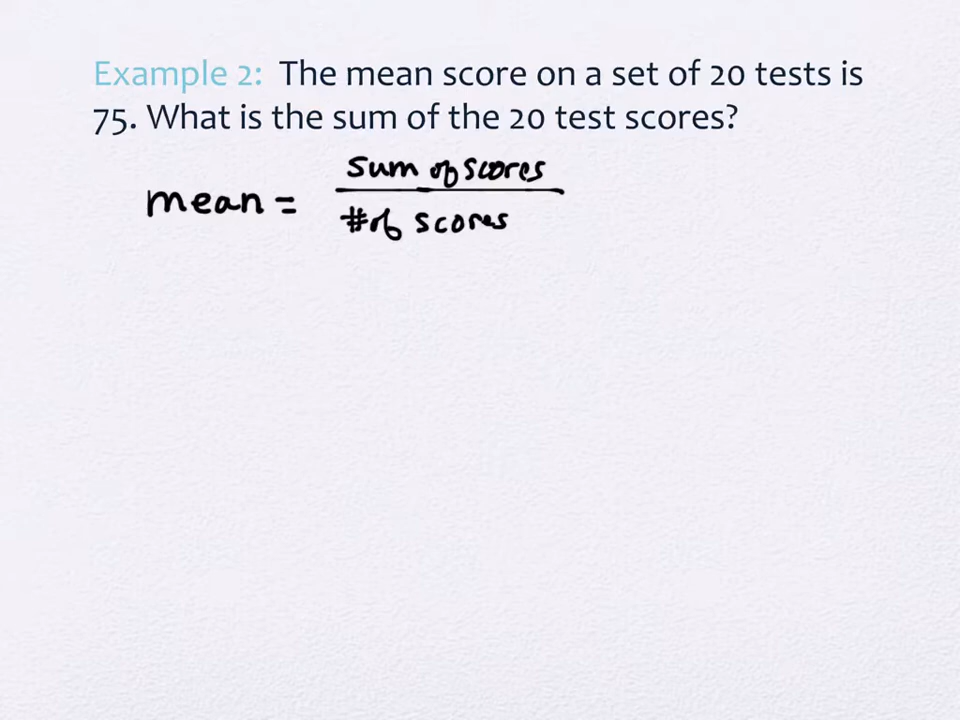 Example 2: The mean score on a set of 20 tests is
75. What is the sum of the 20 test scores?
mean = sum of scores
# of scores